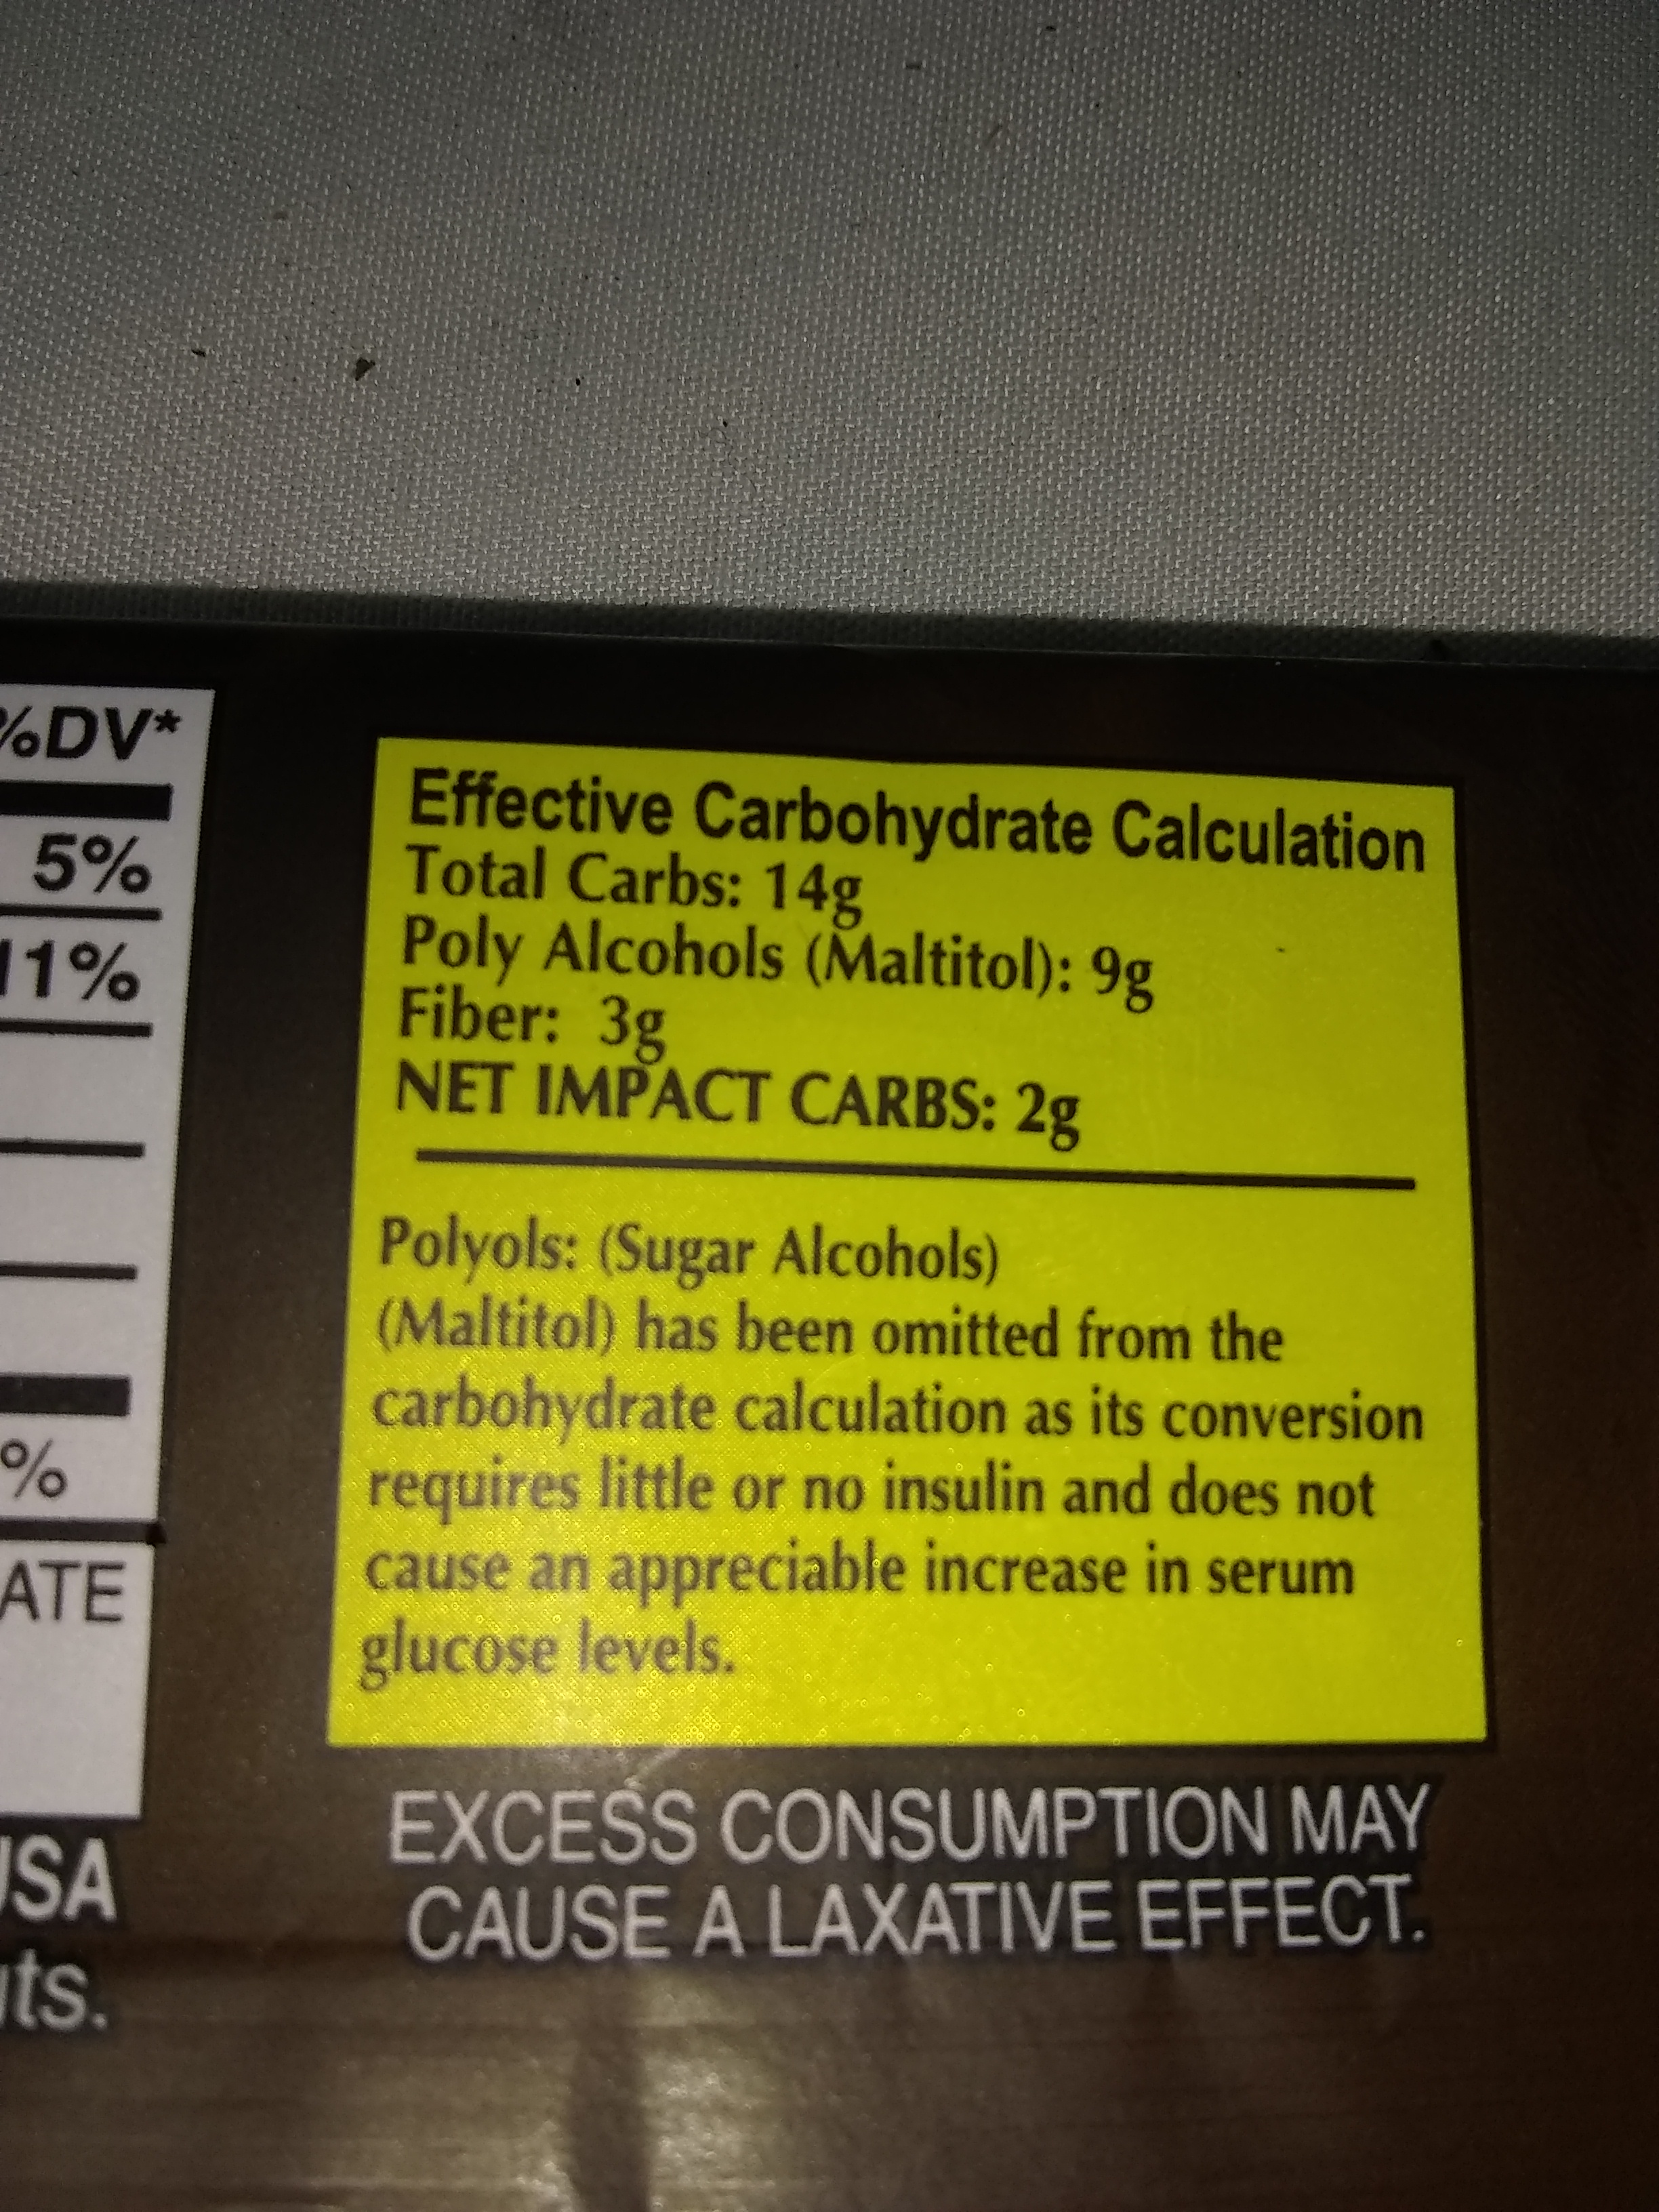 %DV*
5%
11%
%
ATE
USA
uts.
Effective Carbohydrate Calculation
Total Carbs: 14g
Poly Alcohols (Maltitol): 9g
Fiber: 3g
NET IMPACT CARBS: 2g
Polyols: (Sugar Alcohols)
(Maltitol) has been omitted from the
carbohydrate calculation as its conversion
requires little or no insulin and does not
cause an appreciable increase in serum
glucose levels.
EXCESS CONSUMPTION MAY
CAUSE A LAXATIVE EFFECT.